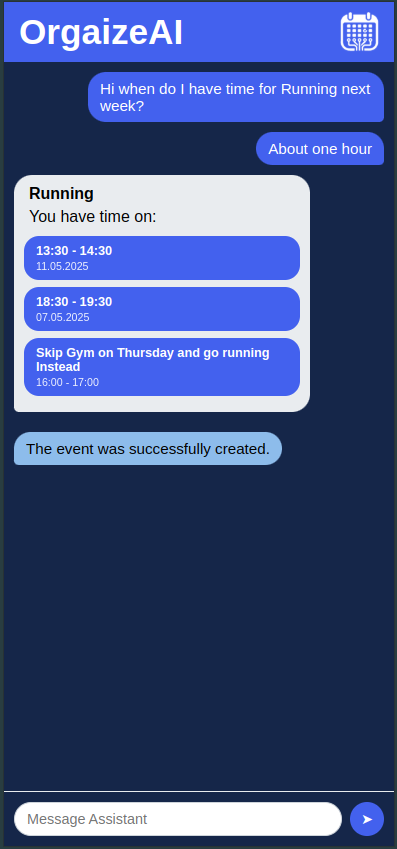 OrgaizeAI
Hi when do I have time for Running next
week?
About one hour
Running
You have time on:
13:30 - 14:30
11.05.2025
18:30 - 19:30
07.05.2025
Skip Gym on Thursday and go running
Instead
16:00 - 17:00
The event was successfully created.
Message Assistant